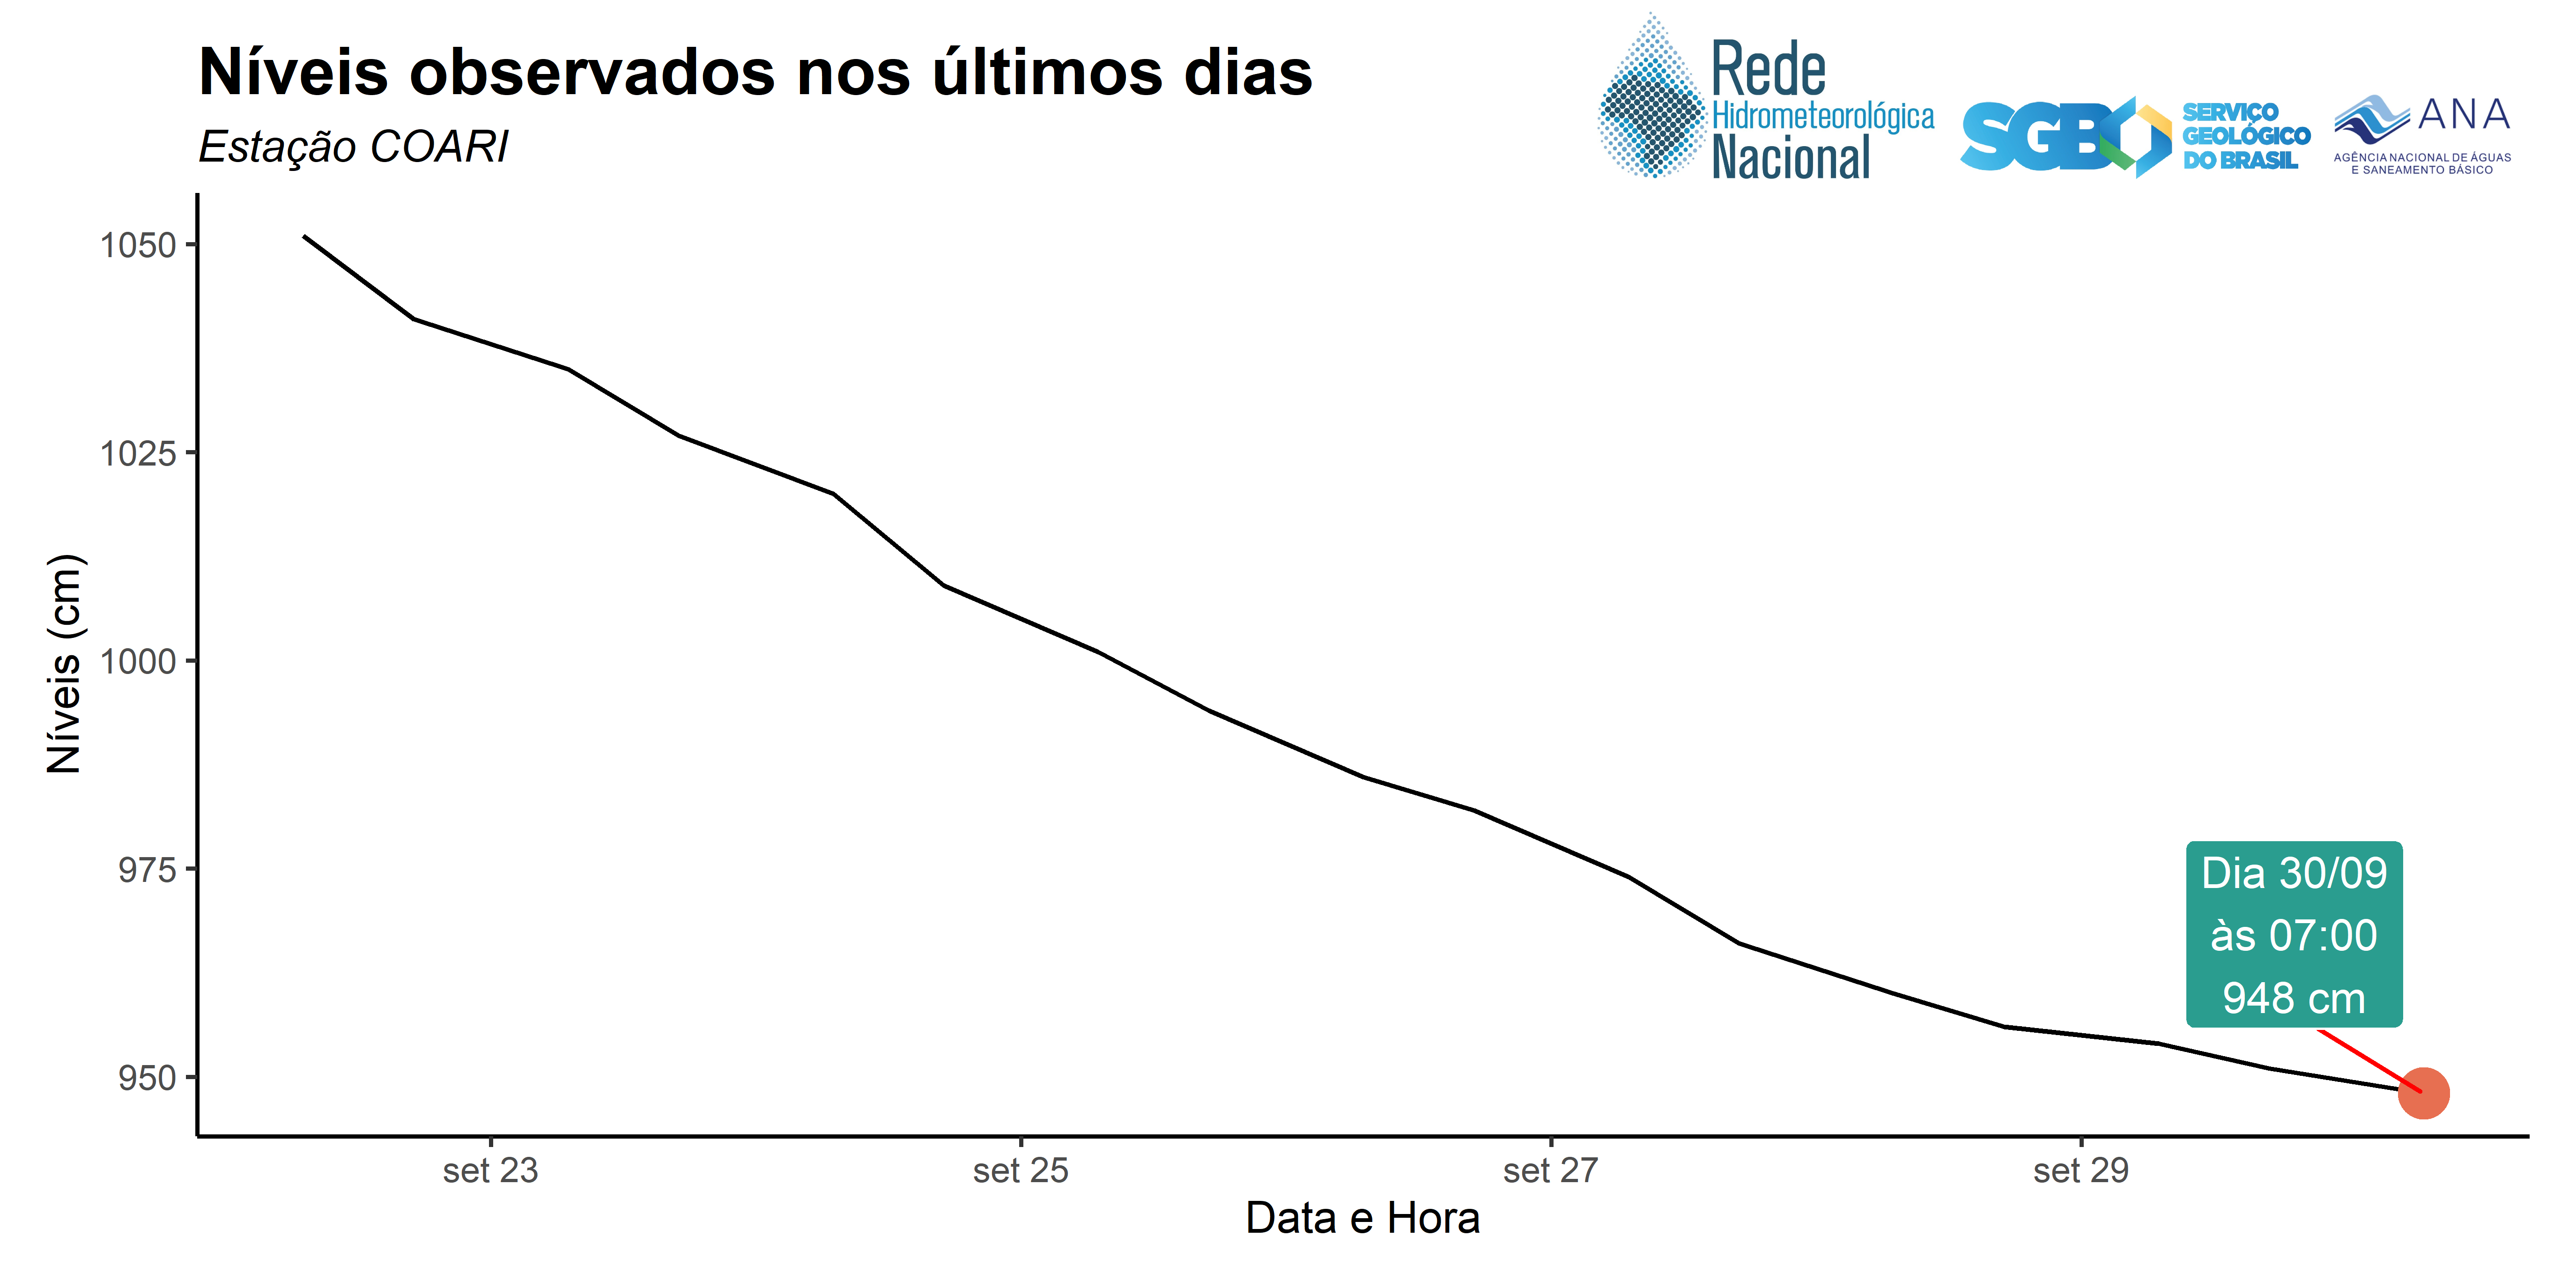 Níveis observados nos últimos dias
Estação COARI
Rede
Hidrometeorológica
Nacional
SGB
SERVIÇO
GEOLÓGICO
DO BRASIL
ANA
AGÊNCIA NACIONAL DE ÁGUAS
E SANEAMENTO BÁSICO
Níveis (cm)
1050
1025
1000
975
950
Dia 30/09
às 07:00
948 cm
set 23
set 25
set 27
set 29
Data e Hora